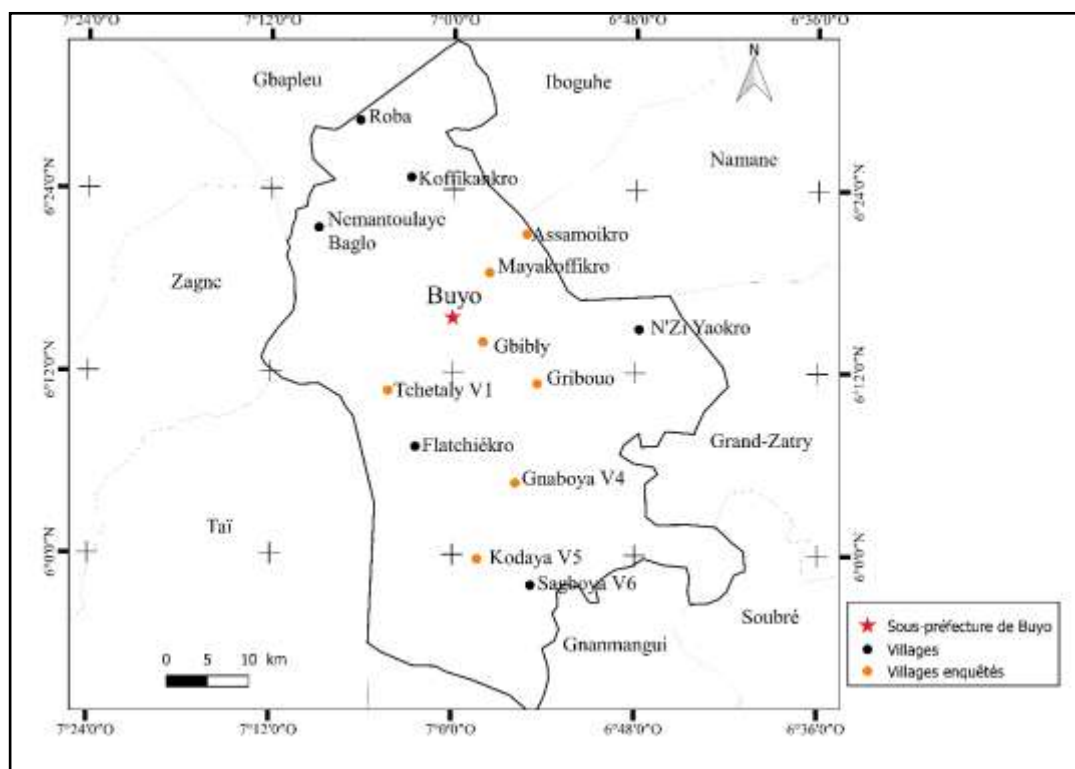 7°24'0"O
7°12'0"O
7°0'0"O
6°48'0"O
6°36'0"O
Gbapleu
Iboguhe
N
Roba
Namane
Koffikankro
6°24'0"N
6°24'0"N
Nemantoulaye
Baglo
Assamoikro
Mayakoffikro
Zagne
Buyo
N'Zi Yaokro
Gbibly
6°12'0"N
6°12'0"N
Gribouo
Tchetaly V1
Flatchiékro
Grand-Zatry
Gnaboya V4
Taï
6°0'0"N
6°0'0"N
Kodaya V5
Sagboya V6
Soubré
Gnanmangui
0 5 10 km
Sous-préfecture de Buyo
Villages
Villages enquêtés
7°24'0"O
7°12'0"O
7°0'0"O
6°48'0"O
6°36'0"O